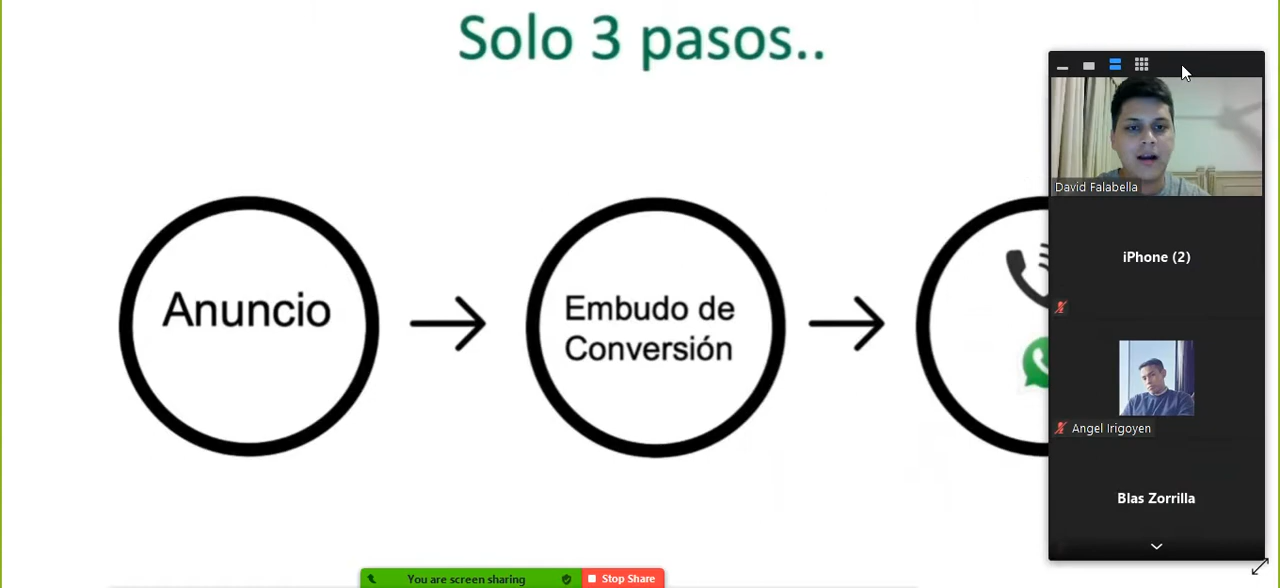 Solo 3 pasos..
Anuncio
Embudo de
Conversión
David Falabella
iPhone (2)
Angel Irigoyen
Blas Zorrilla
You are screen sharing
Stop Share